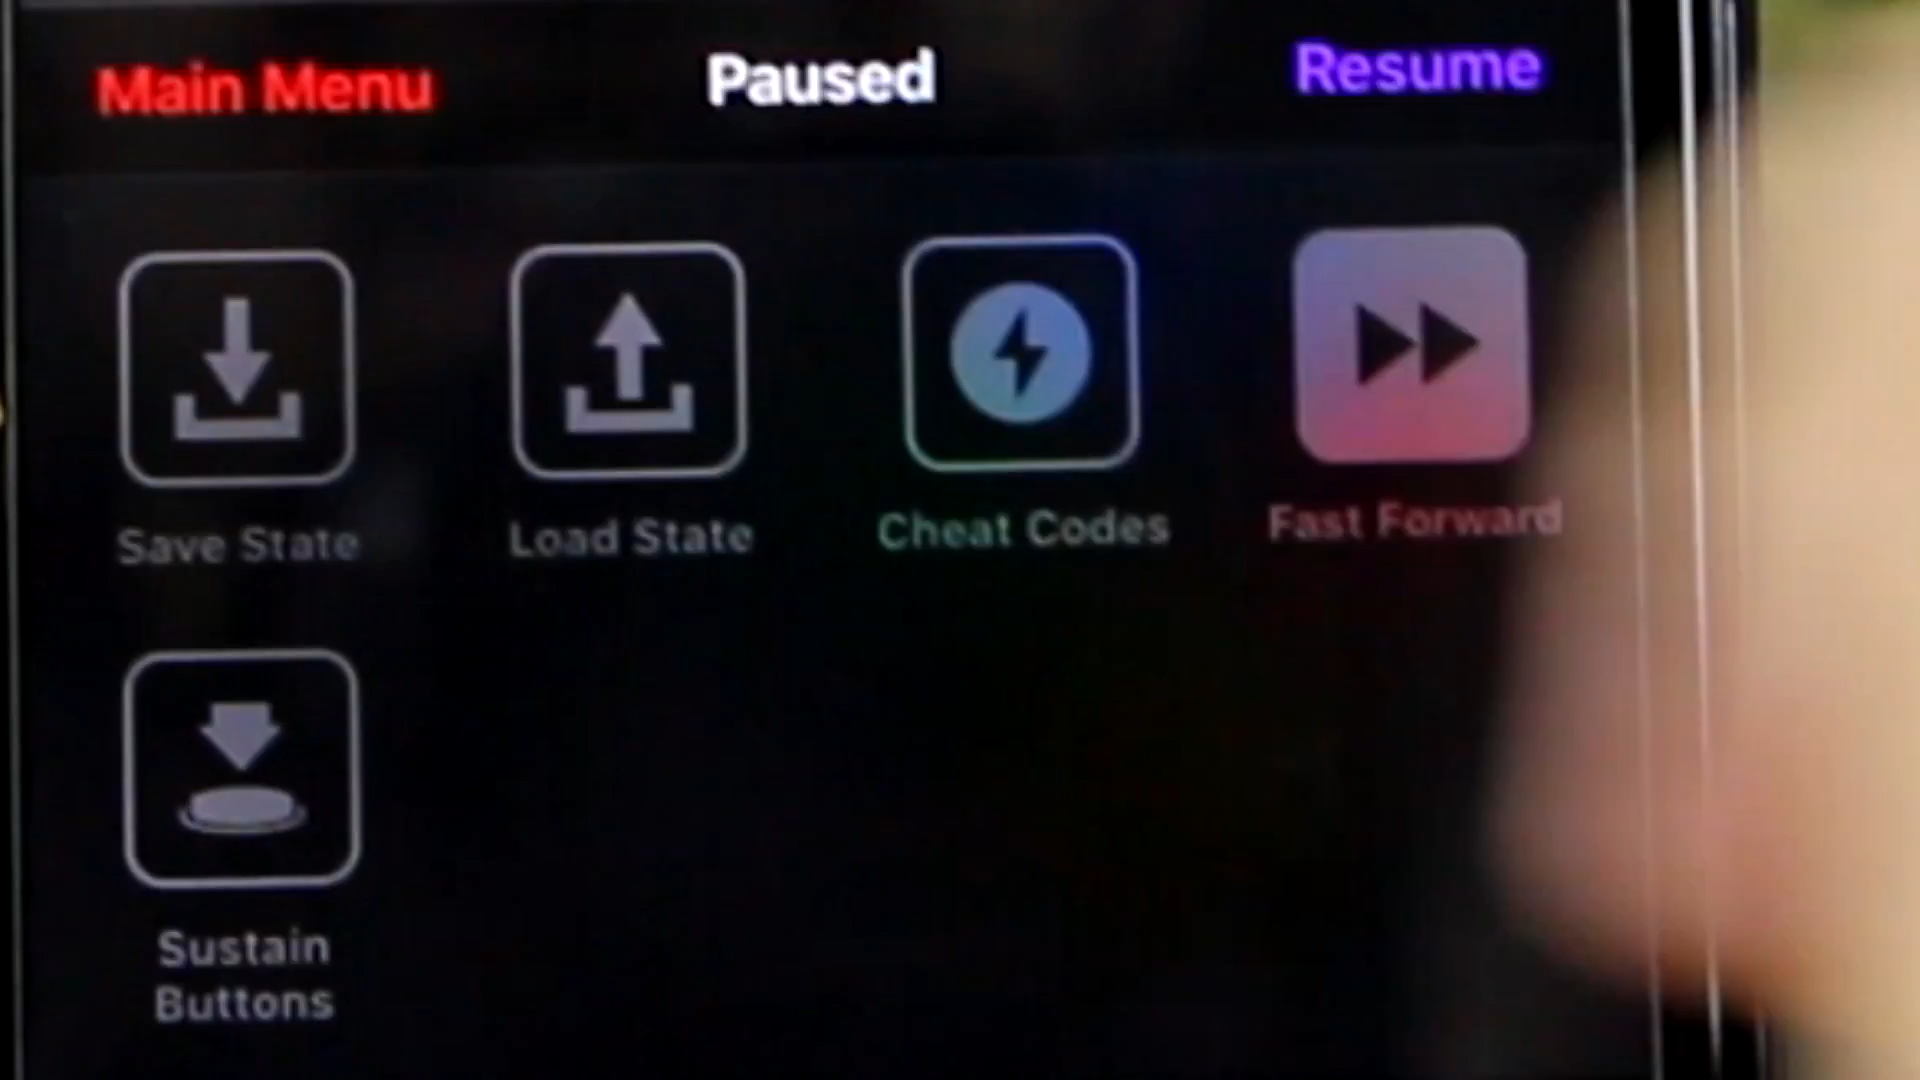 Main Menu
Paused
Resume
Save State
Load State
Cheat Codes
Fast Forward
Sustain
Buttons